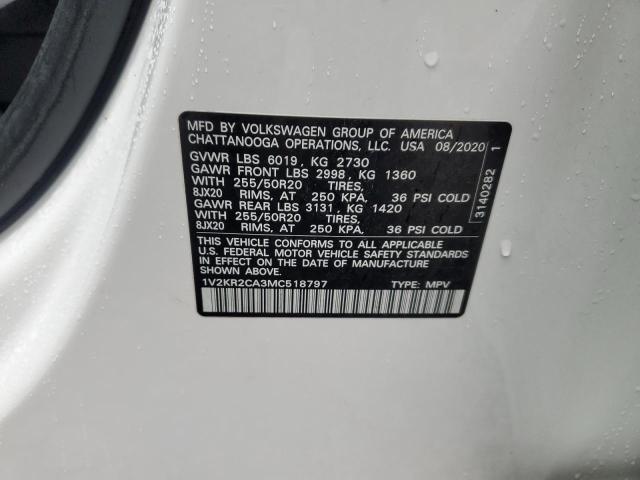 MFD BY VOLKSWAGEN GROUP OF AMERICA
CHATTANOOGA OPERATIONS, LLC. USA 08/2020
GVWR LBS 6019, KG 2730
GAWR FRONT LBS 2998, KG 1360
WITH 255/50R20 TIRES,
8JX20 RIMS, AT 250 KPA, 36 PSI COLD
GAWR REAR LBS 3131, KG 1420
WITH 255/50R20 TIRES,
8JX20 RIMS, AT 250 KPA, 36 PSI COLD
THIS VEHICLE CONFORMS TO ALL APPLICABLE
U.S. FEDERAL MOTOR VEHICLE SAFETY STANDARDS
IN EFFECT ON THE DATE OF MANUFACTURE
SHOWN ABOVE.
1V2KR2CA3MC518797 TYPE: MPV
3140282 1